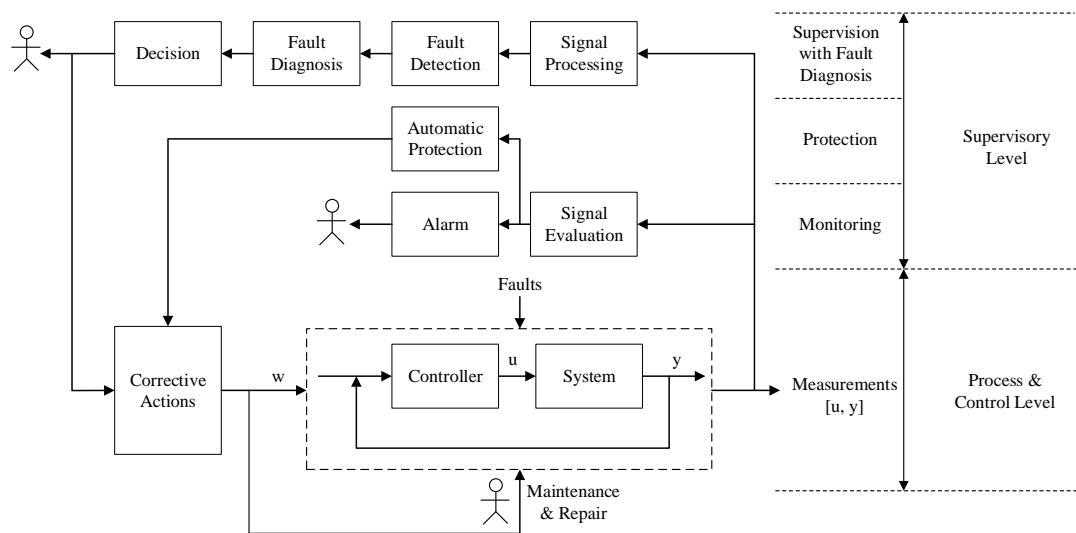 Decision
Fault
Diagnosis
Fault
Detection
Signal
Processing
Supervision
with Fault
Diagnosis
Automatic
Protection
Protection
Supervisory
Level
Alarm
Signal
Evaluation
Monitoring
Faults
Corrective
Actions
w
Controller
u
System
y
Measurements
[u, y]
Process &
Control Level
Maintenance
& Repair